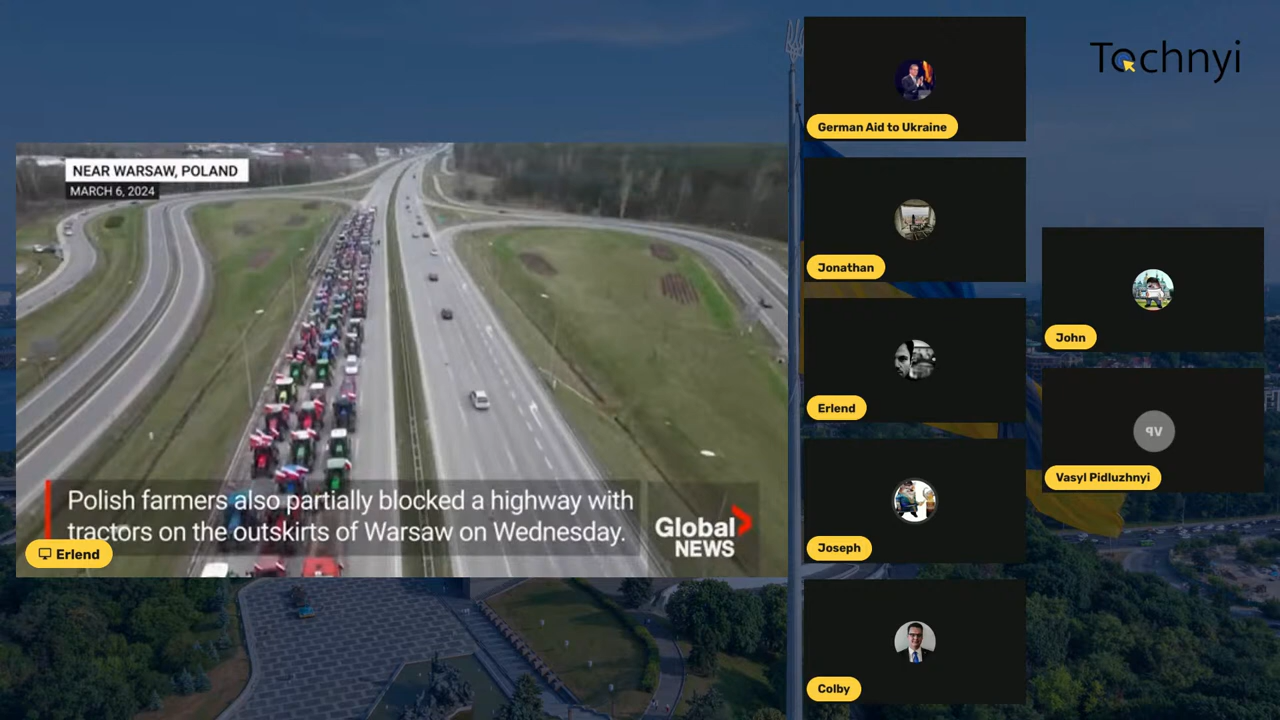 NEAR WARSAW, POLAND
MARCH 6, 2024
Polish farmers also partially blocked a highway with
tractors on the outskirts of Warsaw on Wednesday.
Global
NEWS
Erlend
German Aid to Ukraine
Jonathan
Erlend
Joseph
Colby
Tochnyi
John
VP
Vasyl Pidluzhnyi